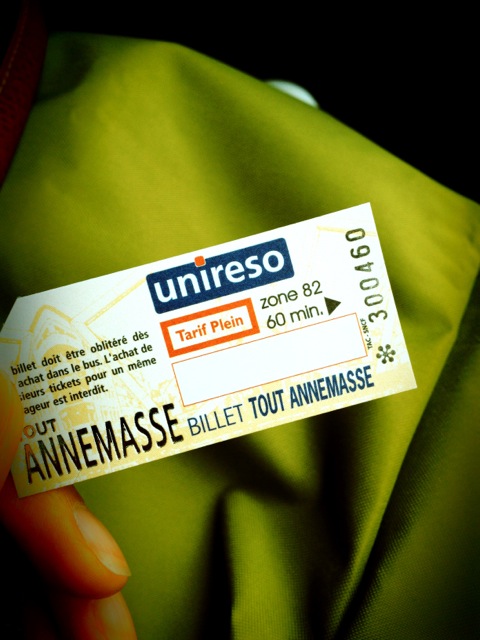 unireso
Tarif Plein
zone 82
60 min.
billet doit être oblitéré dès
achat dans le bus. L'achat de
sieurs tickets pour un même
ageur est interdit.
OUT
ANNEMASSE
BILLET TOUT ANNEMASSE
300460